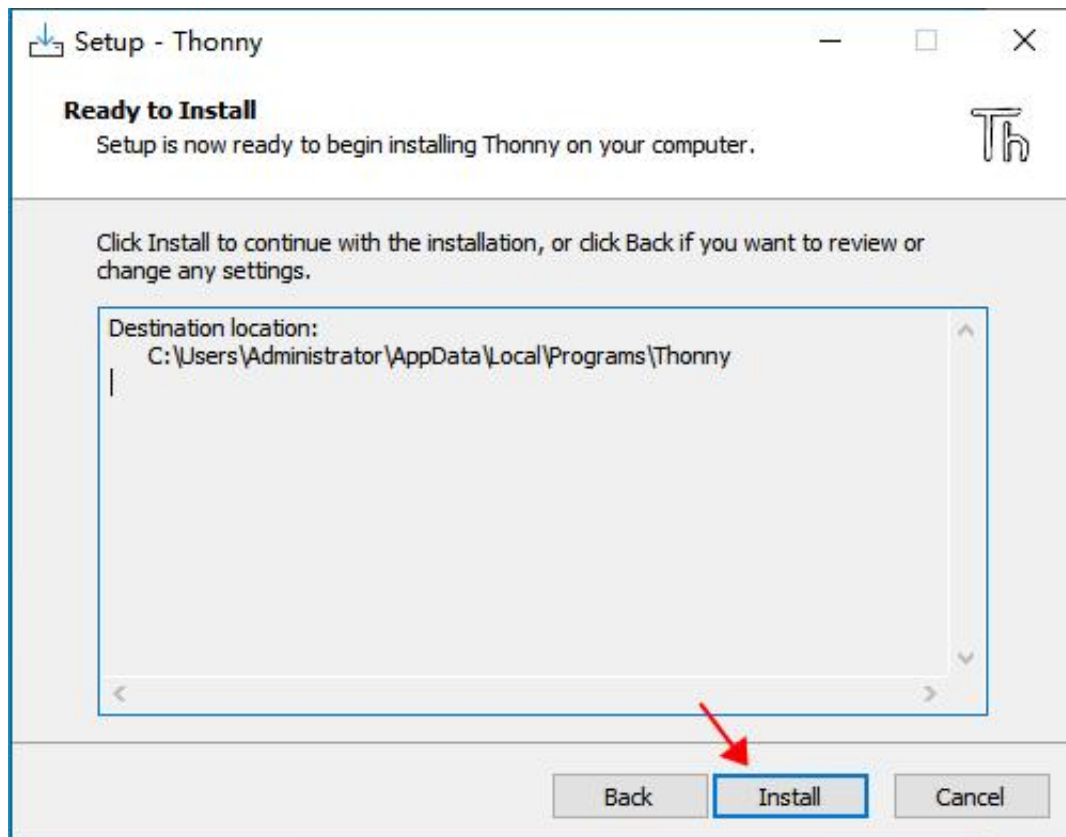 Setup - Thonny
Ready to Install
Setup is now ready to begin installing Thonny on your computer.
Th
Click Install to continue with the installation, or click Back if you want to review or
change any settings.
Destination location:
C:\Users\Administrator\AppData\Local\Programs\Thonny
Back
Install
Cancel